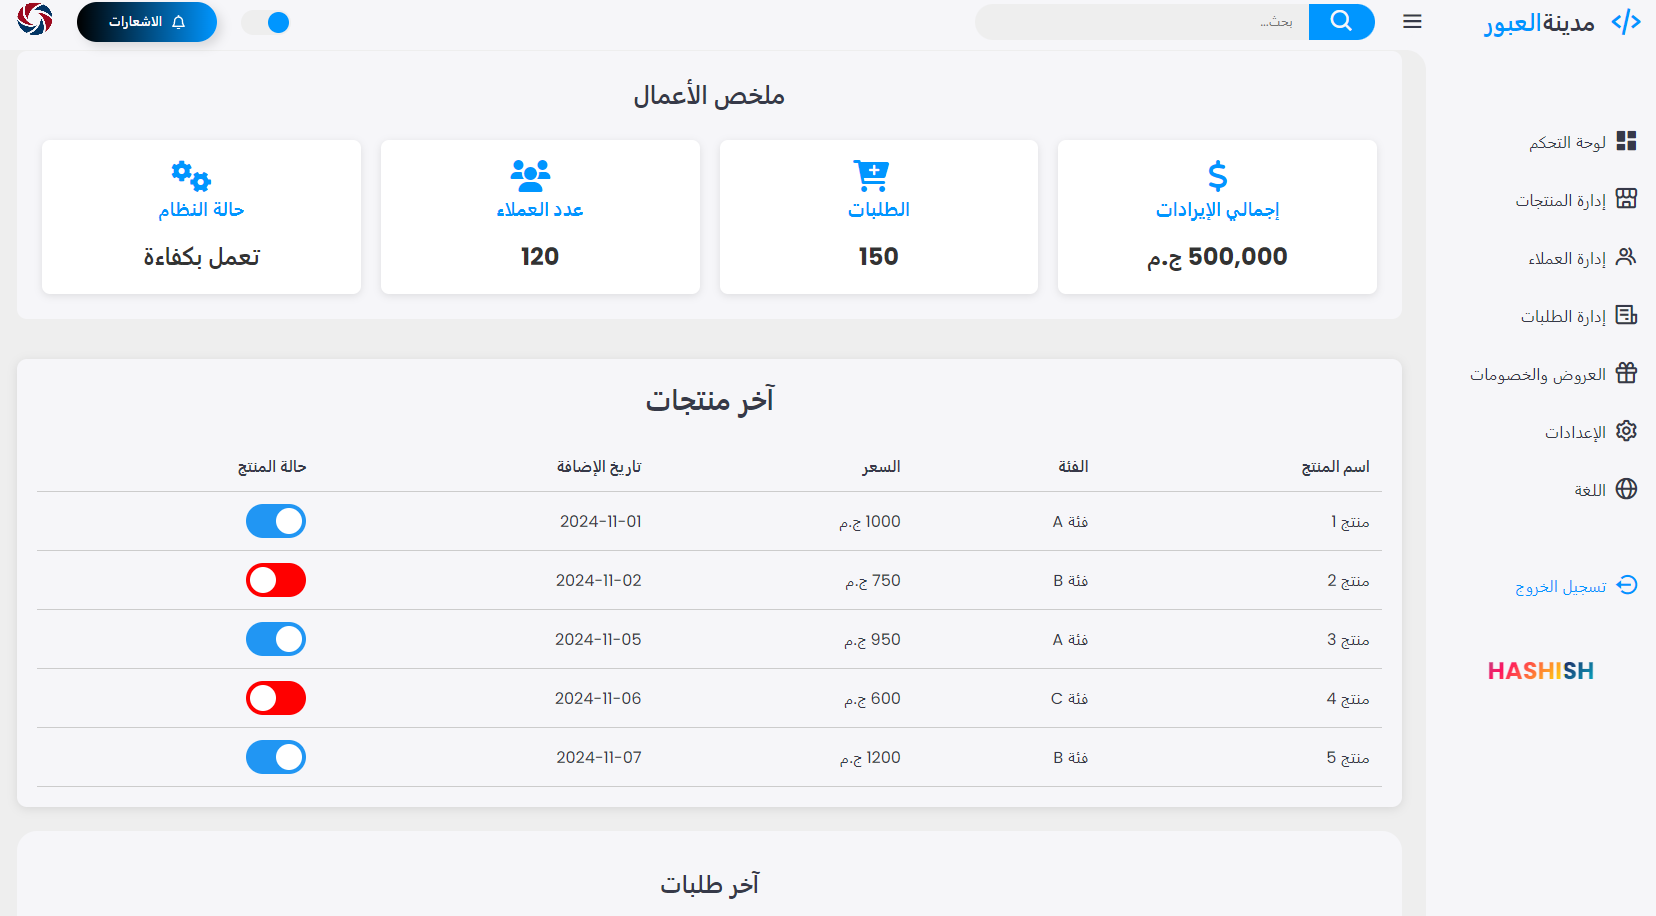 مدينةالعبور
بحث...
الاشعارات
لوحة التحكم
إدارة المنتجات
إدارة العملاء
إدارة الطلبات
العروض والخصومات
الإعدادات
اللغة
تسجيل الخروج
HASHISH
ملخص الأعمال
إجمالي الإيرادات
500,000 ج.م
الطلبات
150
عدد العملاء
120
حالة النظام
تعمل بكفاءة
آخر منتجات
اسم المنتج الفئة السعر تاريخ الإضافة حالة المنتج
منتج 1 فئة A 1000 ج.م 2024-11-01
منتج 2 فئة B 750 ج.م 2024-11-02
منتج 3 فئة A 950 ج.م 2024-11-05
منتج 4 فئة C 600 ج.م 2024-11-06
منتج 5 فئة B 1200 ج.م 2024-11-07
آخر طلبات